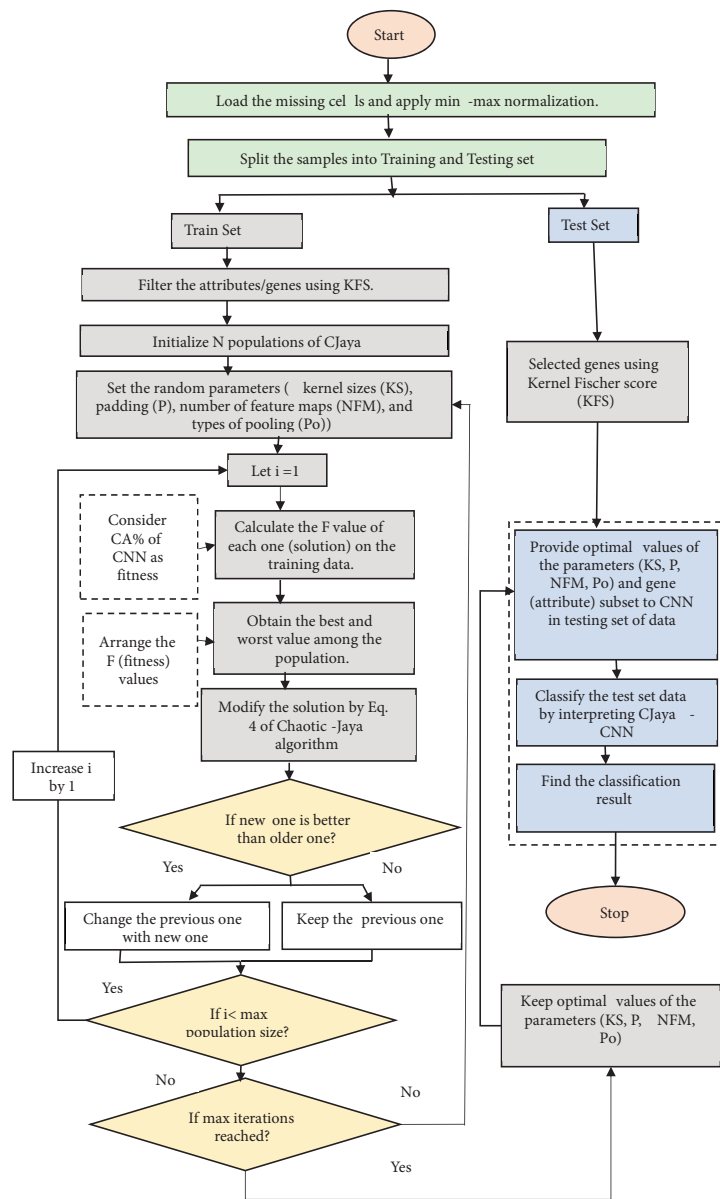 Start
Load the missing cel ls and apply min -max normalization.
Split the samples into Training and Testing set
Train Set
Test Set
Filter the attributes/genes using KFS.
Initialize N populations of CJaya
Set the random parameters ( kernel sizes (KS),
padding (P), number of feature maps (NFM), and
types of pooling (Po))
Selected genes using
Kernel Fischer score
(KFS)
Let i =1
Consider
CA% of
CNN as
fitness
Calculate the F value of
each one (solution) on the
training data.
Arrange the
F (fitness)
values
Obtain the best and
worst value among the
population.
Modify the solution by Eq.
4 of Chaotic -Jaya
algorithm
Increase i
by 1
If new one is better
than older one?
Yes
No
Change the previous one
with new one
Keep the previous one
Yes
If i< max
population size?
No
No
If max iterations
reached?
Yes
Provide optimal values of
the parameters (KS, P,
NFM, Po) and gene
(attribute) subset to CNN
in testing set of data
Classify the test set data
by interpreting CJaya -
CNN
Find the classification
result
Stop
Keep optimal values of the
parameters (KS, P, NFM,
Po)